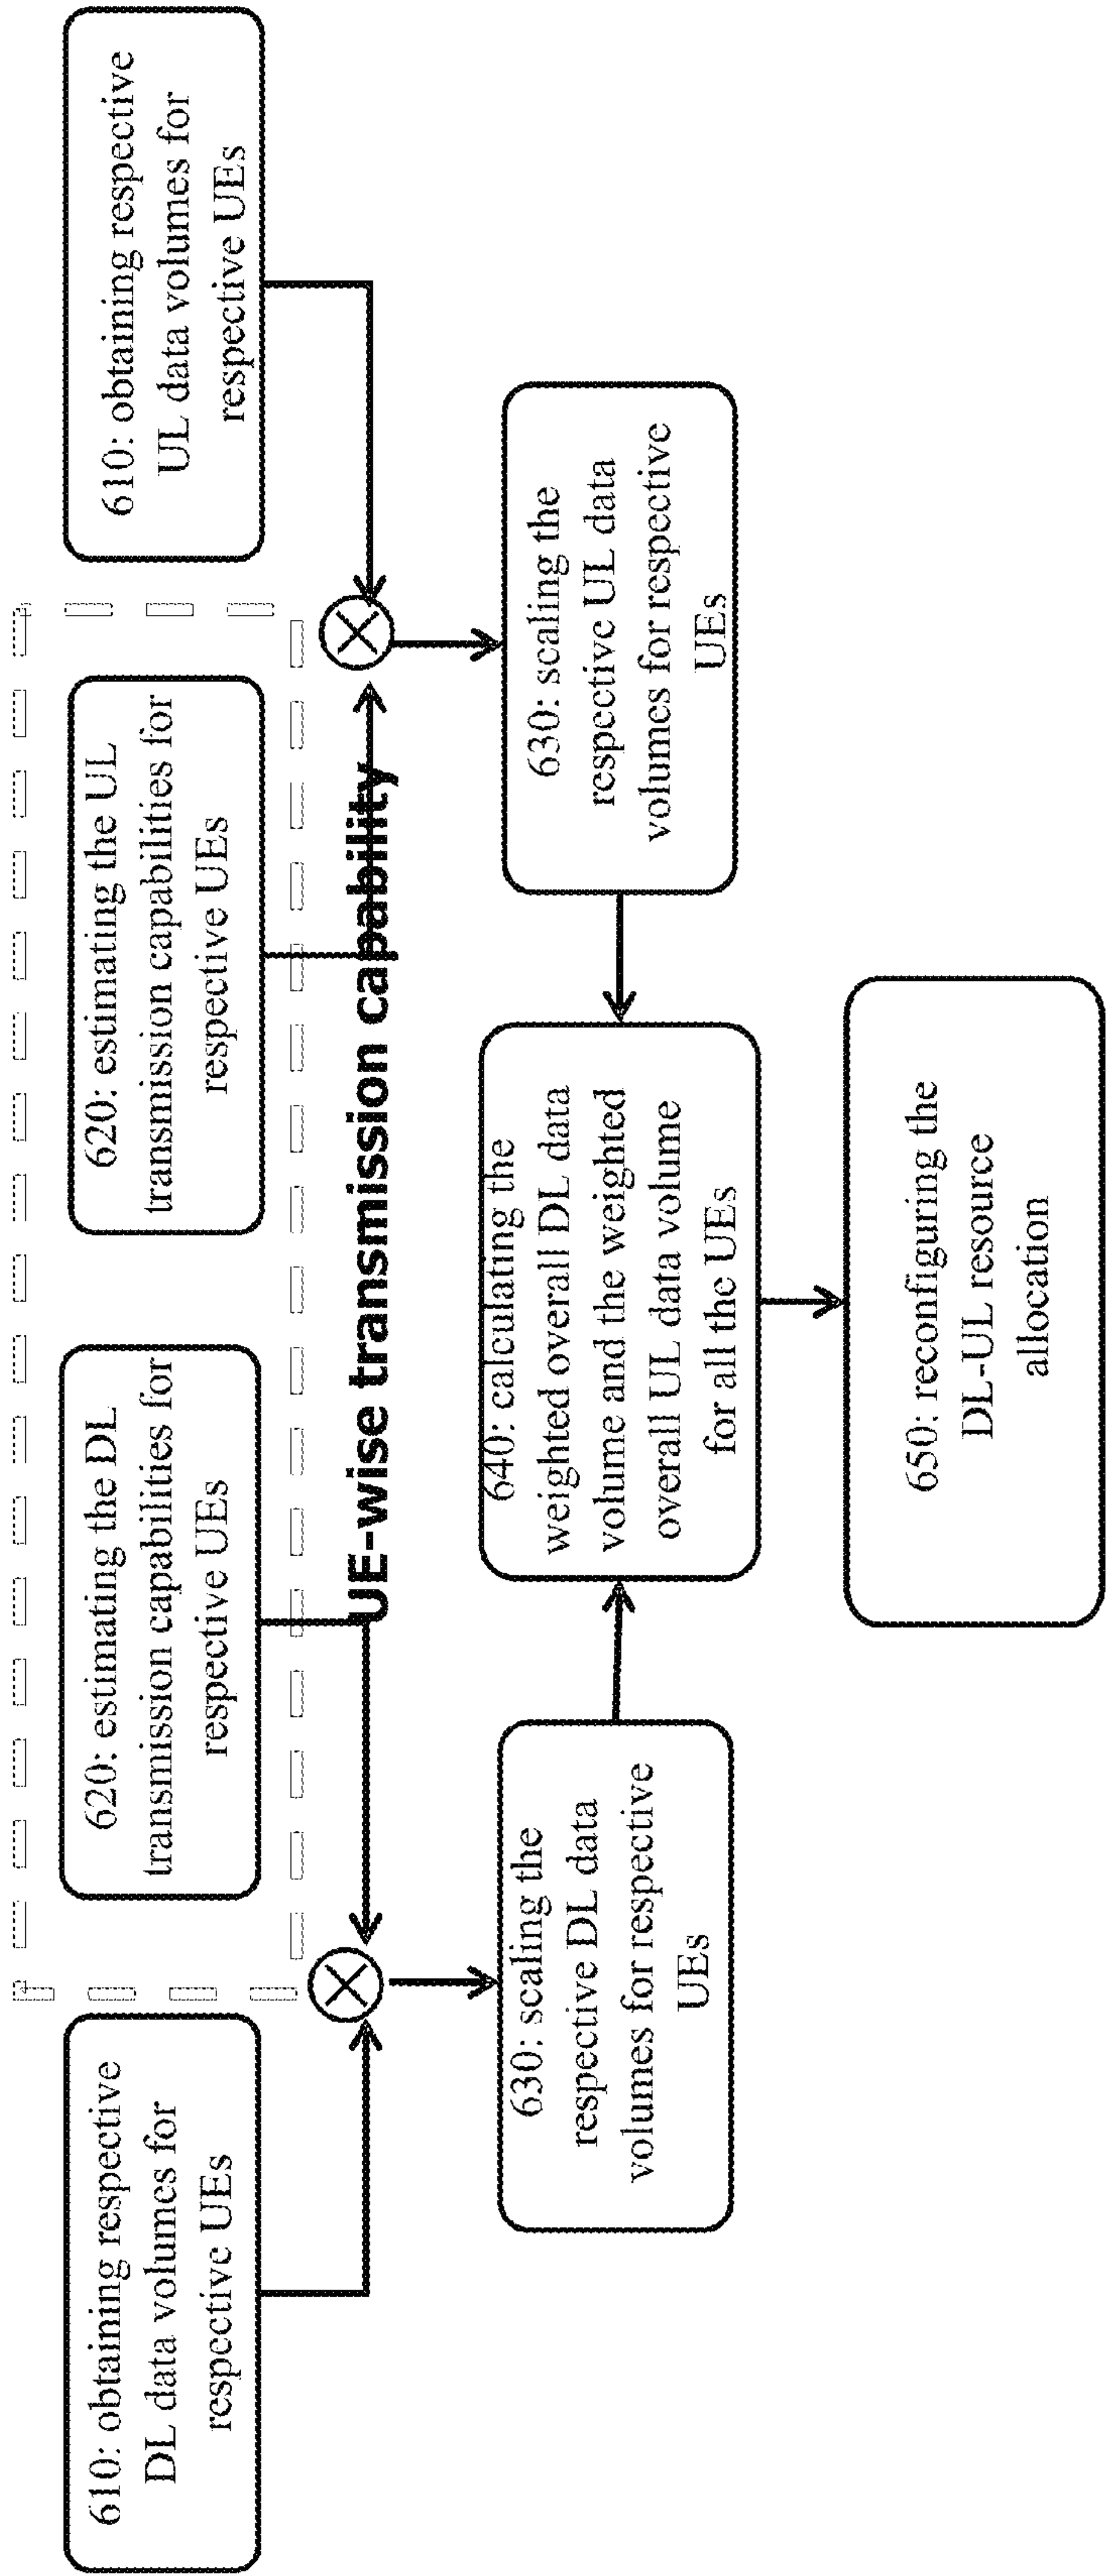 610: obtaining respective
DL data volumes for
respective UEs
620: estimating the DL
transmission capabilities for
respective UEs
620: estimating the UL
transmission capabilities for
respective UEs
610: obtaining respective
UL data volumes for
respective UEs
UE-wise transmission capability
630: scaling the
respective DL data
volumes for respective
UEs
640: calculating the
weighted overall DL data
volume and the weighted
overall UL data volume
for all the UEs
630: scaling the
respective UL data
volumes for respective
UEs
650: reconfiguring the
DL-UL resource
allocation